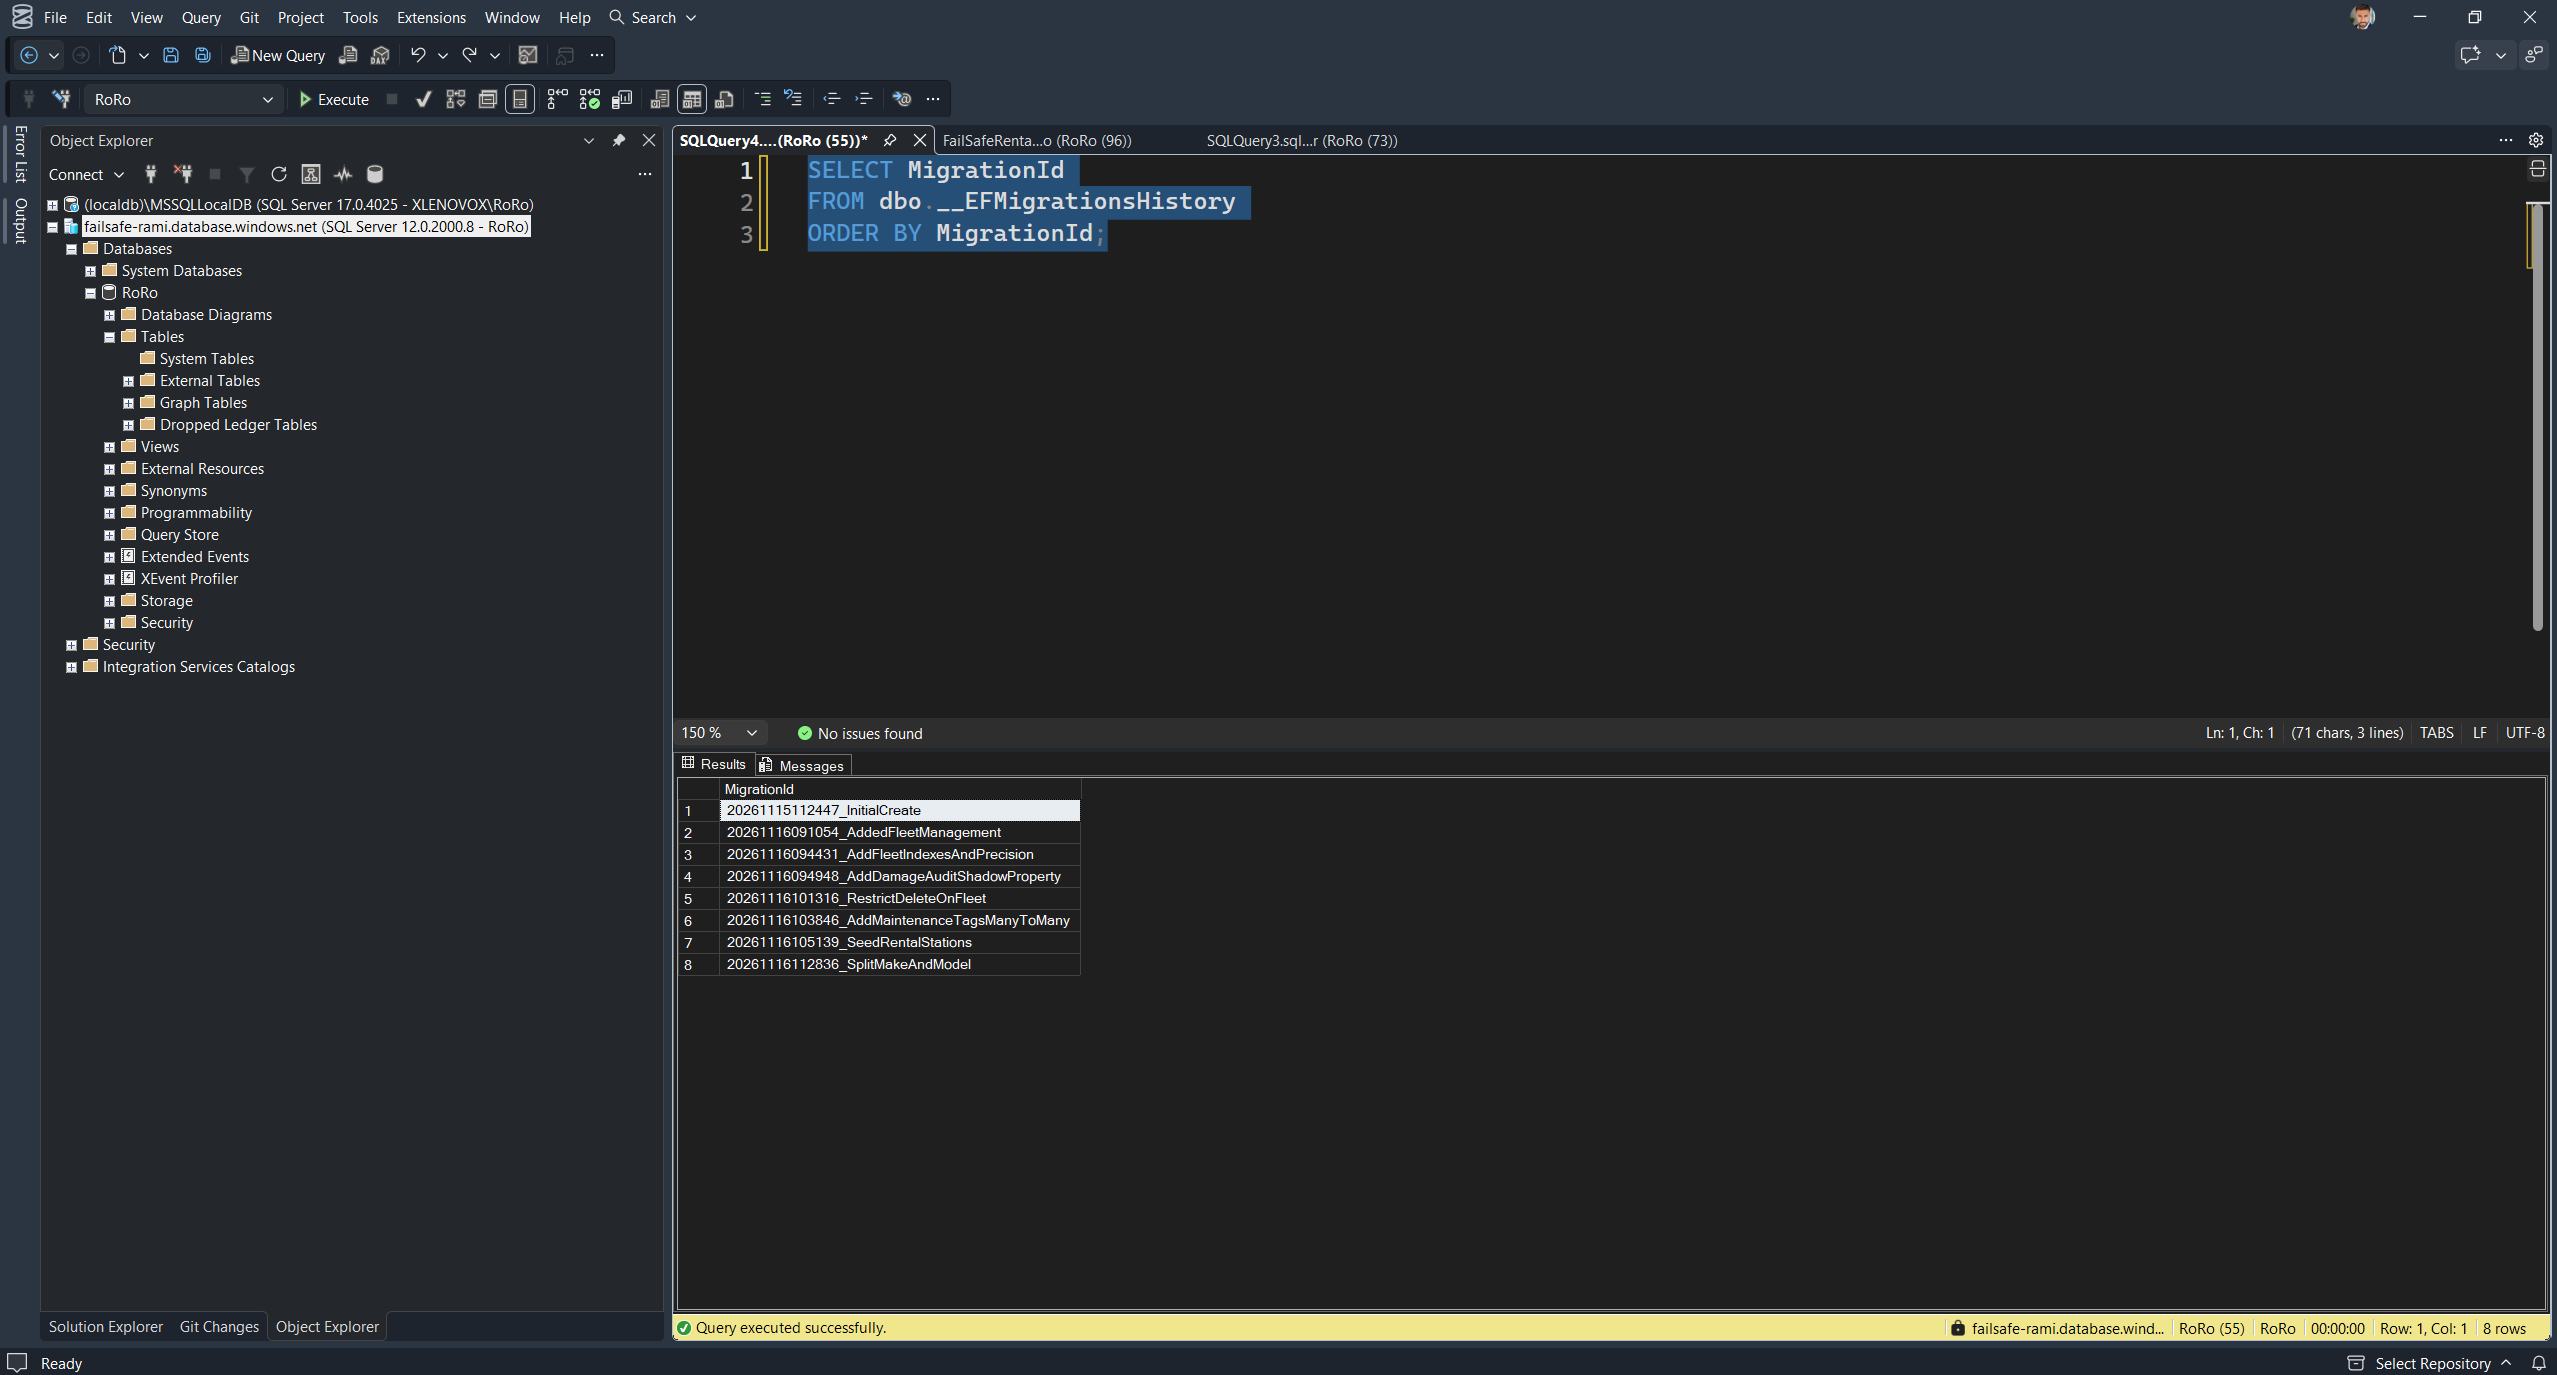 File Edit View Query Git Project Tools Extensions Window Help Search
New Query
RoRo Execute
Error List
Output
Object Explorer
Connect
(localdb)\MSSQLLocalDB (SQL Server 17.0.4025 - XLENOVOX\RoRo)
failsafe-rami.database.windows.net (SQL Server 12.0.2000.8 - RoRo)
Databases
System Databases
RoRo
Database Diagrams
Tables
System Tables
External Tables
Graph Tables
Dropped Ledger Tables
Views
External Resources
Synonyms
Programmability
Query Store
Extended Events
XEvent Profiler
Storage
Security
Security
Integration Services Catalogs
Solution Explorer Git Changes Object Explorer
SQLQuery4....(RoRo (55))* FailSafeRenta...o (RoRo (96)) SQLQuery3.sql...r (RoRo (73))
1 SELECT MigrationId
2 FROM dbo.__EFMigrationsHistory
3 ORDER BY MigrationId;
150 % No issues found Ln: 1, Ch: 1 (71 chars, 3 lines) TABS LF UTF-8
Results Messages
MigrationId
1 20261115112447_InitialCreate
2 20261116091054_AddedFleetManagement
3 20261116094431_AddFleetIndexesAndPrecision
4 20261116094948_AddDamageAuditShadowProperty
5 20261116101316_RestrictDeleteOnFleet
6 20261116103846_AddMaintenanceTagsManyToMany
7 20261116105139_SeedRentalStations
8 20261116112836_SplitMakeAndModel
Query executed successfully. failsafe-rami.database.wind... RoRo (55) RoRo 00:00:00 Row: 1, Col: 1 8 rows
Ready Select Repository